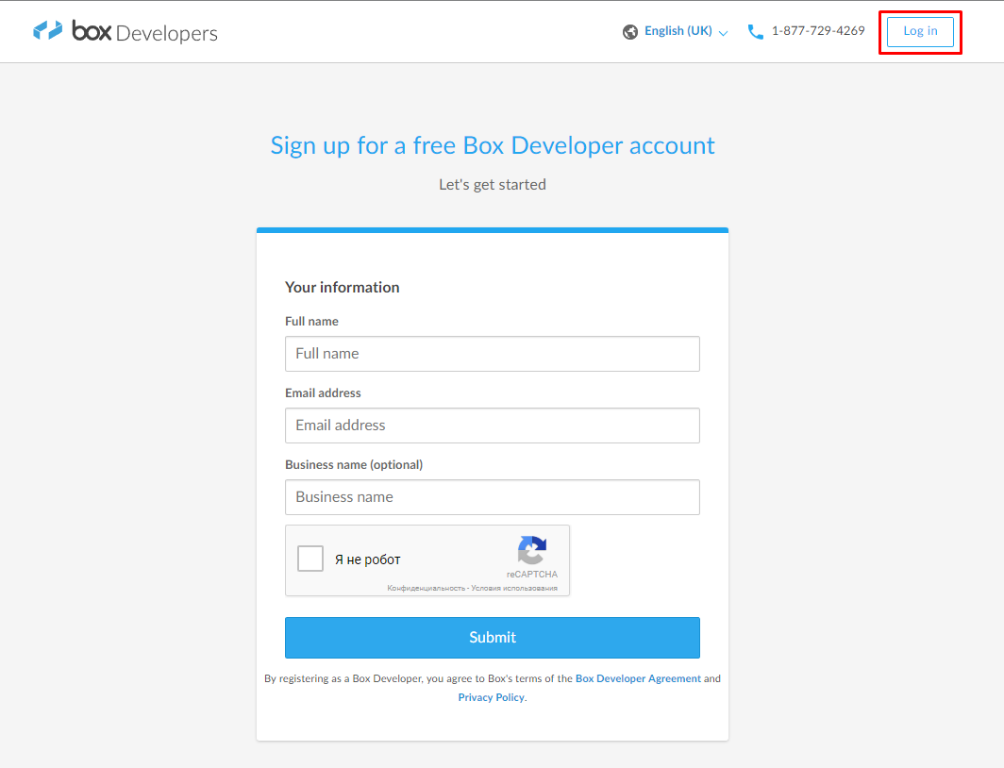 box Developers
English (UK)
1-877-729-4269
Log in
Sign up for a free Box Developer account
Let's get started
Your information
Full name
Full name
Email address
Email address
Business name (optional)
Business name
Я не робот
reCAPTCHA
Конфиденциальность - Условия использования
Submit
By registering as a Box Developer, you agree to Box's terms of the Box Developer Agreement and
Privacy Policy.